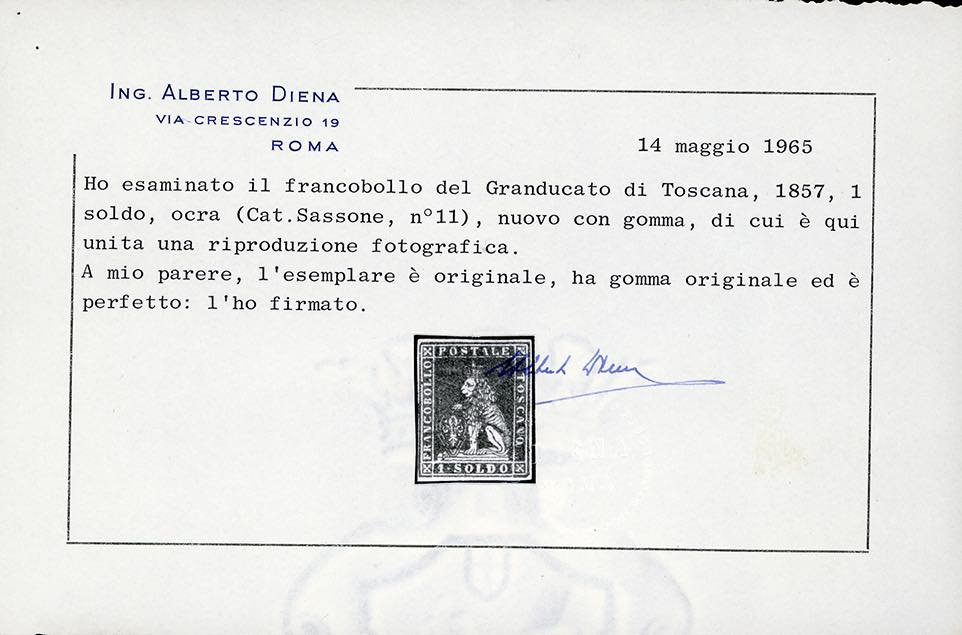 ING. ALBERTO DIENA
VIA CRESCENZIO 19
ROMA
14 maggio 1965
Ho esaminato il francobollo del Granducato di Toscana, 1857, 1
soldo, ocra (Cat.Sassone, n°11), nuovo con gomma, di cui è qui
unita una riproduzione fotografica.
A mio parere, l'esemplare è originale, ha gomma originale ed è
perfetto: l'ho firmato.
POSTALE
FRANCOBOLLO
TOSCANO
1·SOLDO
Alberto Diena